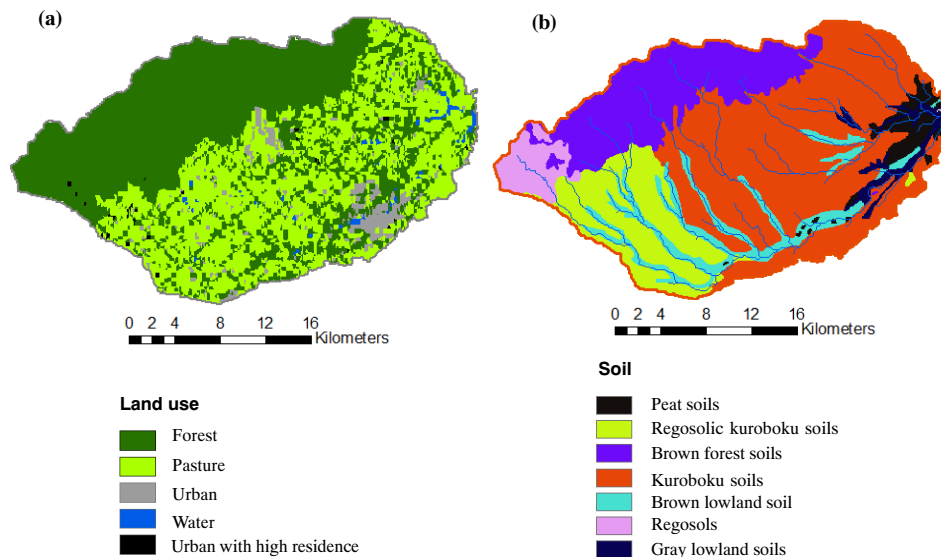 (a)
0 2 4 8 12 16
Kilometers
Land use
Forest
Pasture
Urban
Water
Urban with high residence
(b)
0 2 4 8 12 16
Kilometers
Soil
Peat soils
Regosolic kuroboku soils
Brown forest soils
Kuroboku soils
Brown lowland soil
Regosols
Gray lowland soils